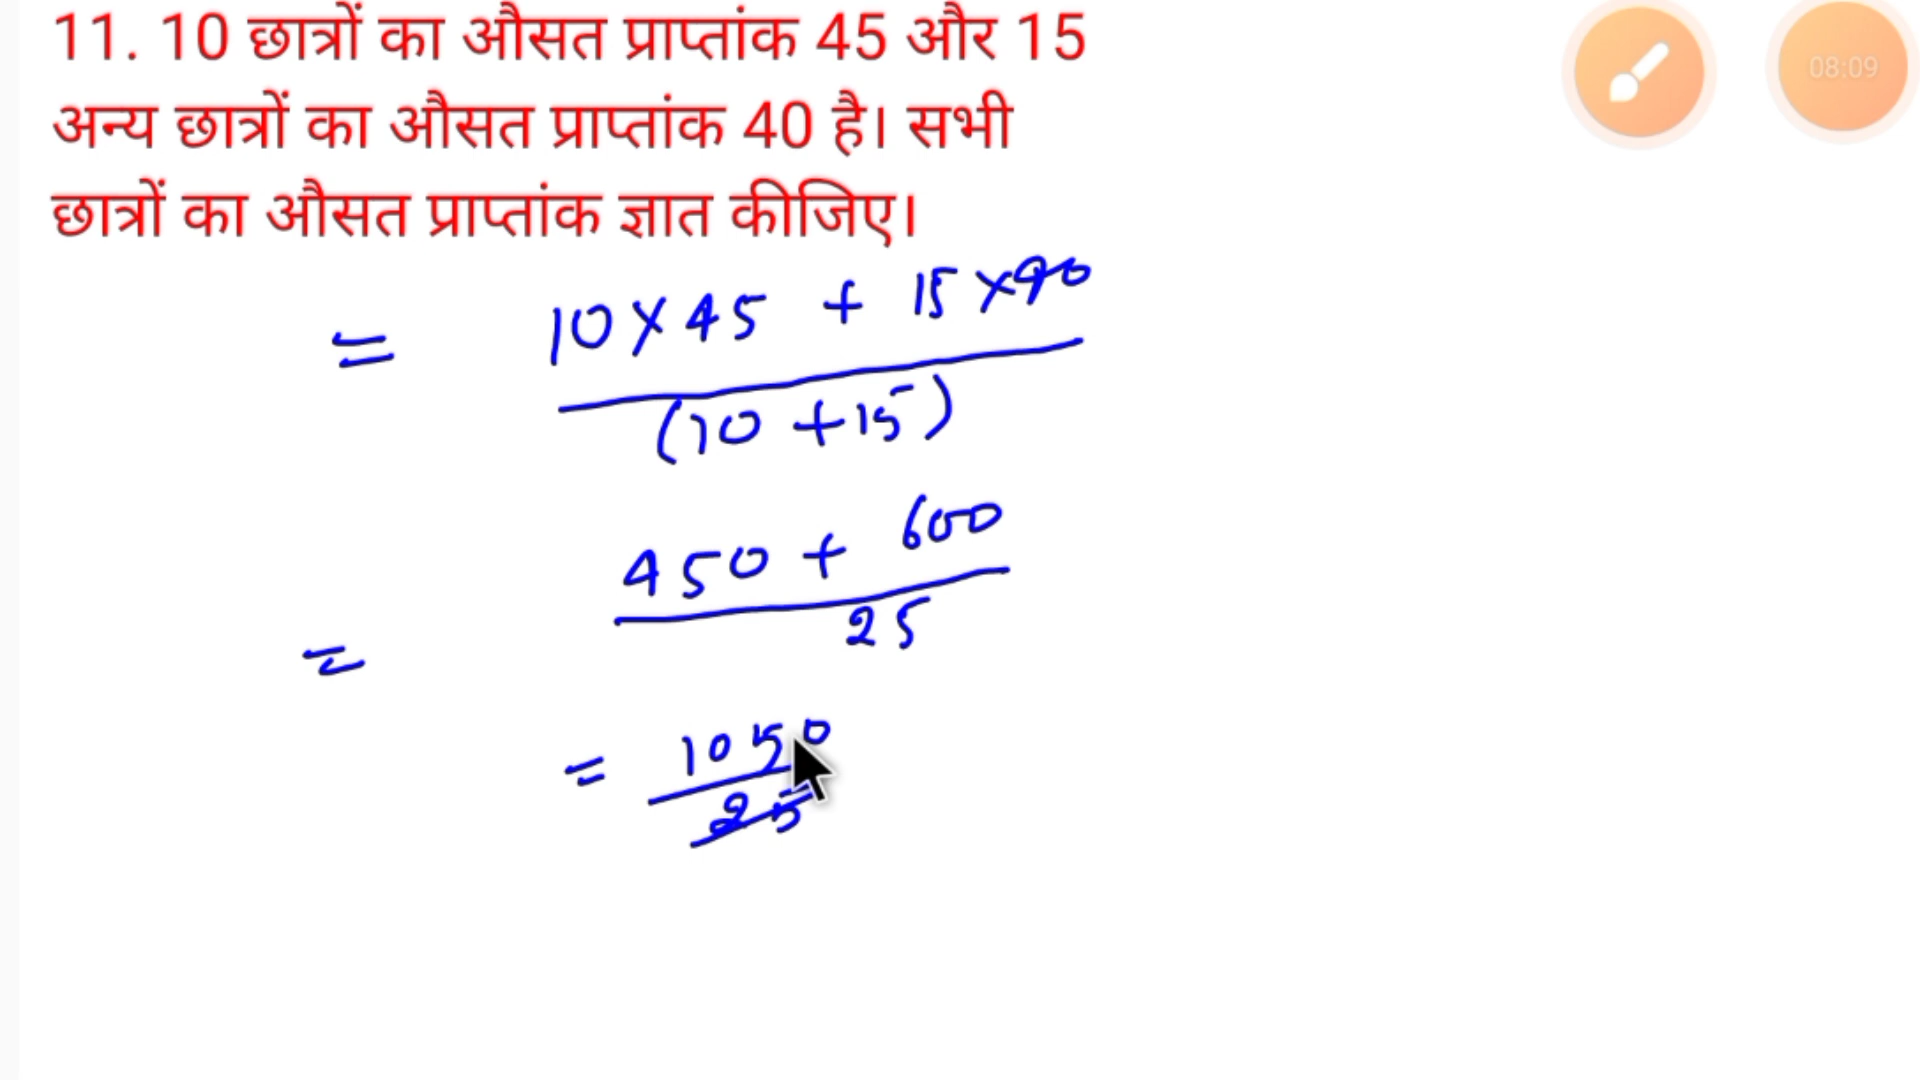 11. 10 छात्रों का औसत प्राप्तांक 45 और 15
08:09
अन्य छात्रों का औसत प्राप्तांक 40 है। सभी
छात्रों का औसत प्राप्तांक ज्ञात कीजिए।
= 10 × 45 + 15 × 40
(10 + 15)
450 + 600
= 25
= 1050
25